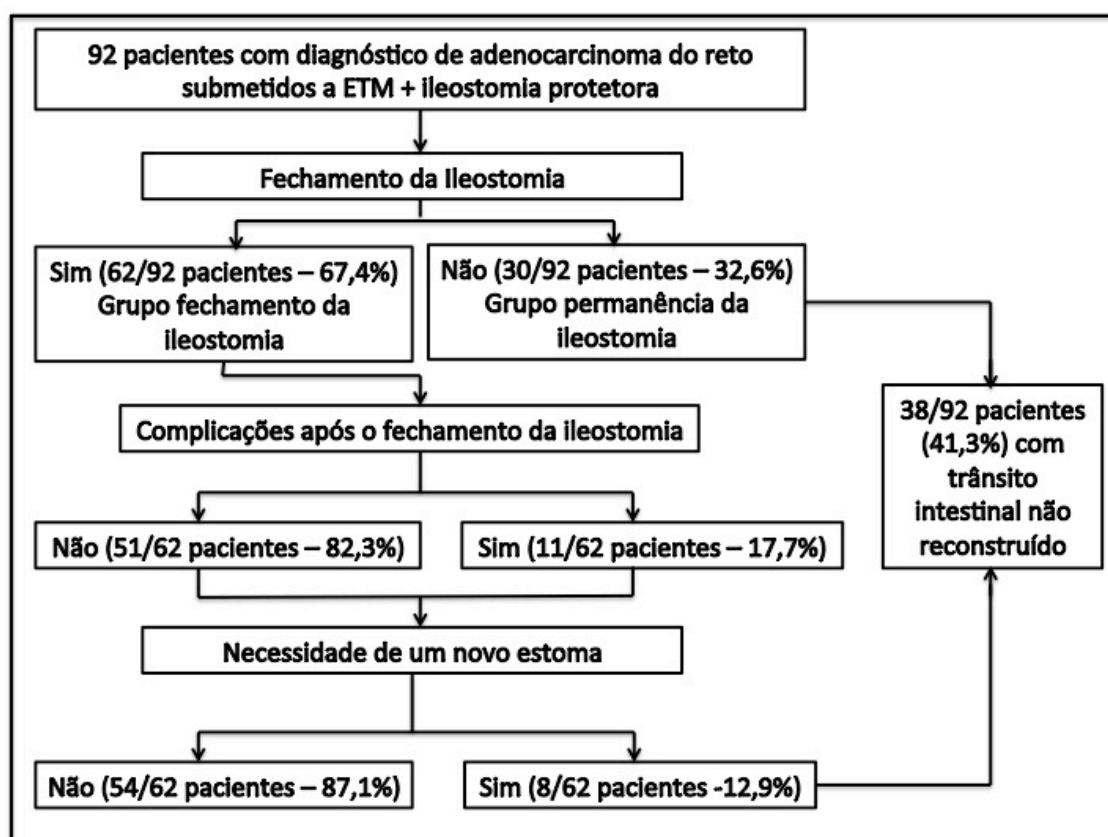 92 pacientes com diagnóstico de adenocarcinoma do reto
submetidos a ETM + ileostomia protetora
Fechamento da Ileostomia
Sim (62/92 pacientes – 67,4%)
Grupo fechamento da
ileostomia
Não (30/92 pacientes – 32,6%)
Grupo permanência da
ileostomia
38/92 pacientes
(41,3%) com
trânsito
intestinal não
reconstruído
Complicações após o fechamento da ileostomia
Não (51/62 pacientes – 82,3%)
Sim (11/62 pacientes – 17,7%)
Necessidade de um novo estoma
Não (54/62 pacientes – 87,1%)
Sim (8/62 pacientes -12,9%)